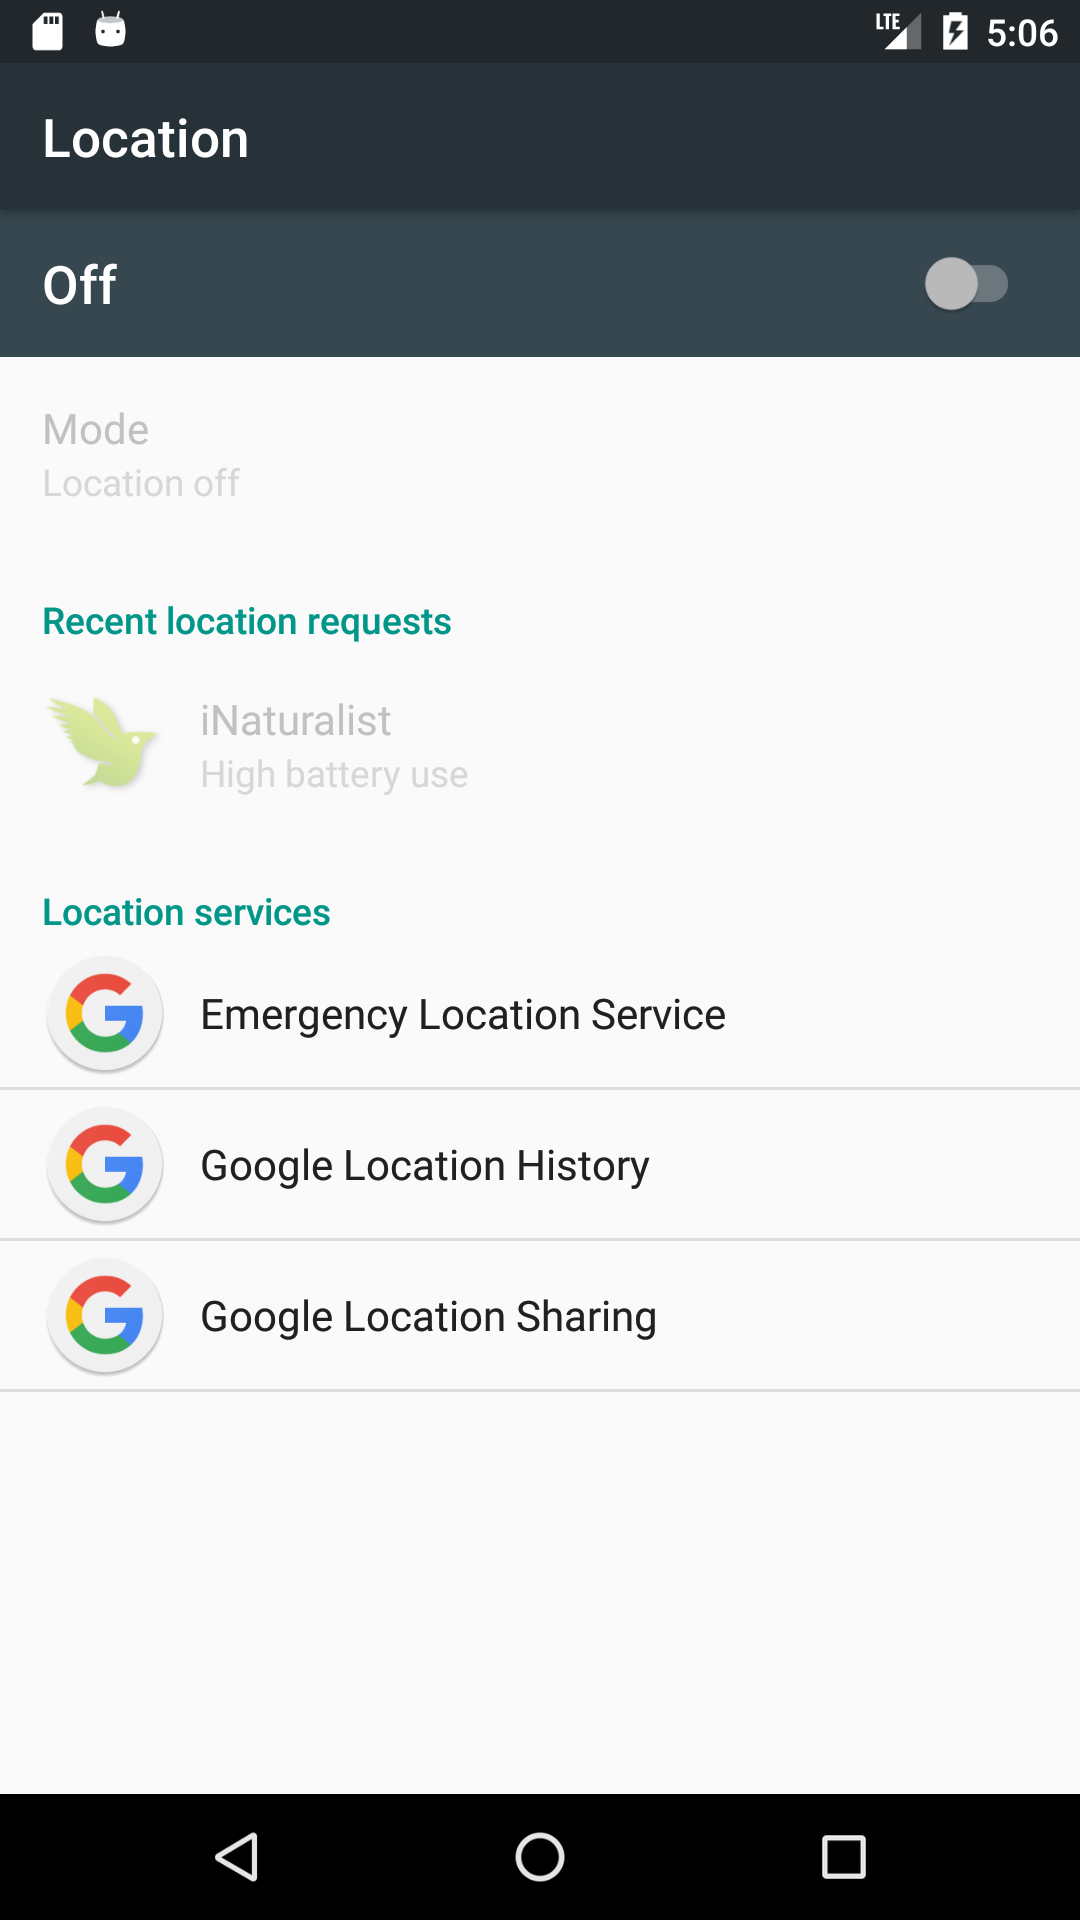 LTE 5:06
Location
Off
Mode
Location off
Recent location requests
iNaturalist
High battery use
Location services
Emergency Location Service
Google Location History
Google Location Sharing